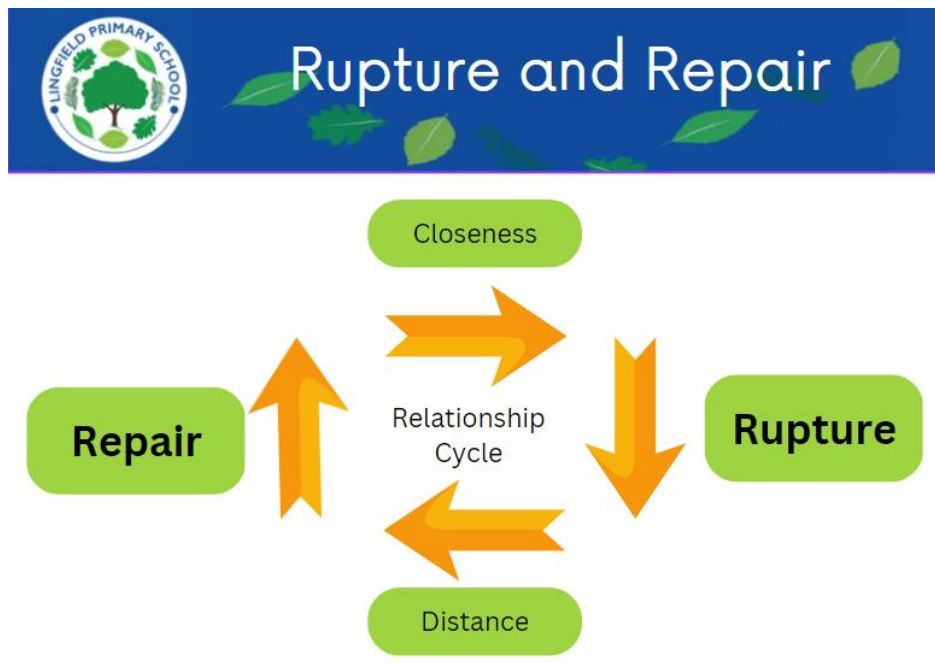 LINGFIELD PRIMARY SCHOOL
Rupture and Repair
Closeness
Repair
Relationship
Cycle
Rupture
Distance